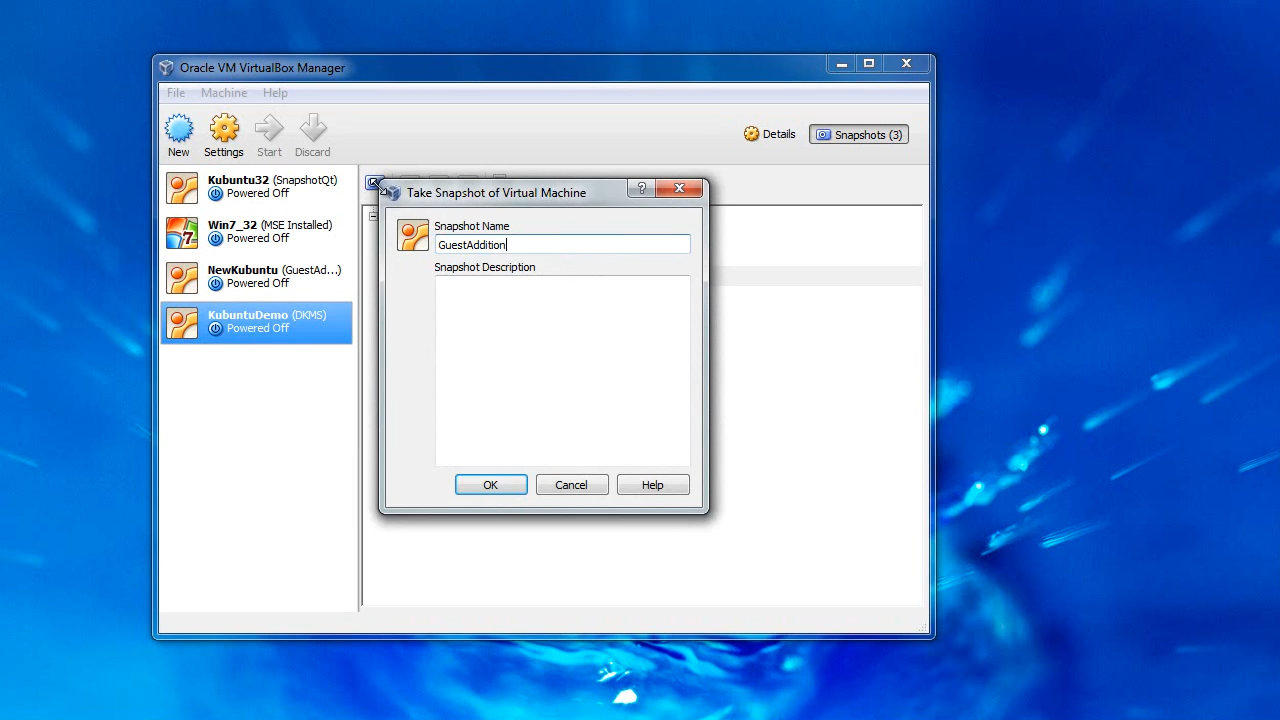 Oracle VM VirtualBox Manager
File Machine Help
New Settings Start Discard
Details Snapshots (3)
Kubuntu32 (SnapshotQt)
Powered Off
Win7_32 (MSE Installed)
Powered Off
NewKubuntu (GuestAd...)
Powered Off
KubuntuDemo (DKMS)
Powered Off
Take Snapshot of Virtual Machine
Snapshot Name
GuestAddition
Snapshot Description
OK Cancel Help